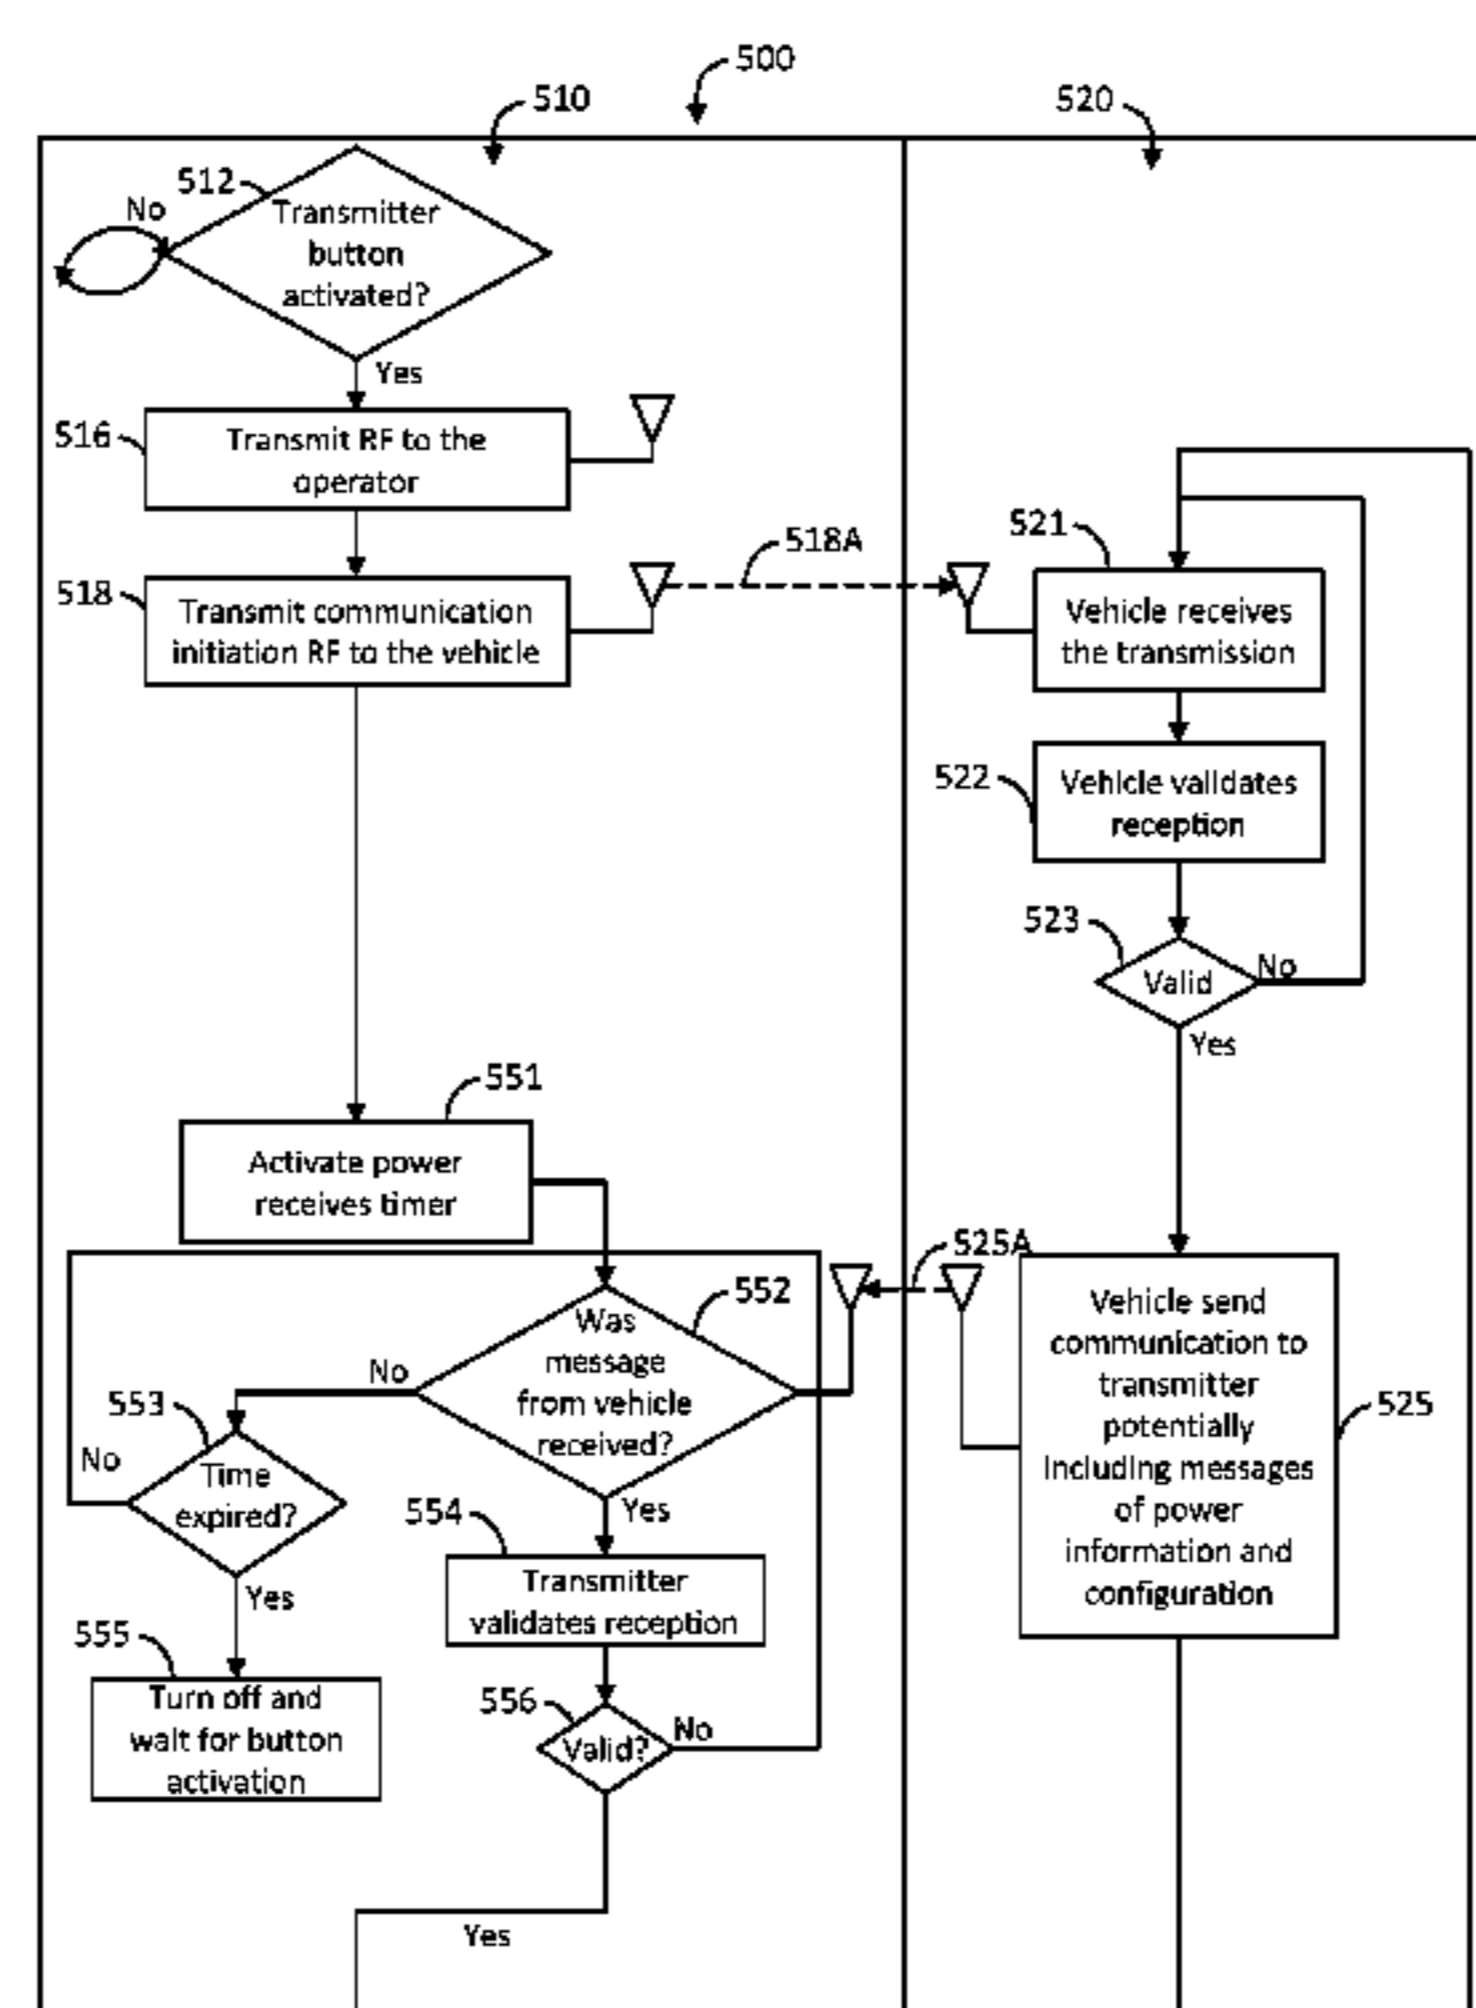 500
510
520
512
No
Transmitter
button
activated?
Yes
516
Transmit RF to the
operator
518
Transmit communication
initiation RF to the vehicle
518A
521
Vehicle receives
the transmission
522
Vehicle validates
reception
523
Valid
No
Yes
551
Activate power
receives timer
525A
552
Was
message
from vehicle
received?
No
Yes
553
No
Time
expired?
Yes
525
Vehicle send
communication to
transmitter
potentially
including messages
of power
information and
configuration
554
Transmitter
validates reception
555
Turn off and
wait for button
activation
556
Valid?
No
Yes